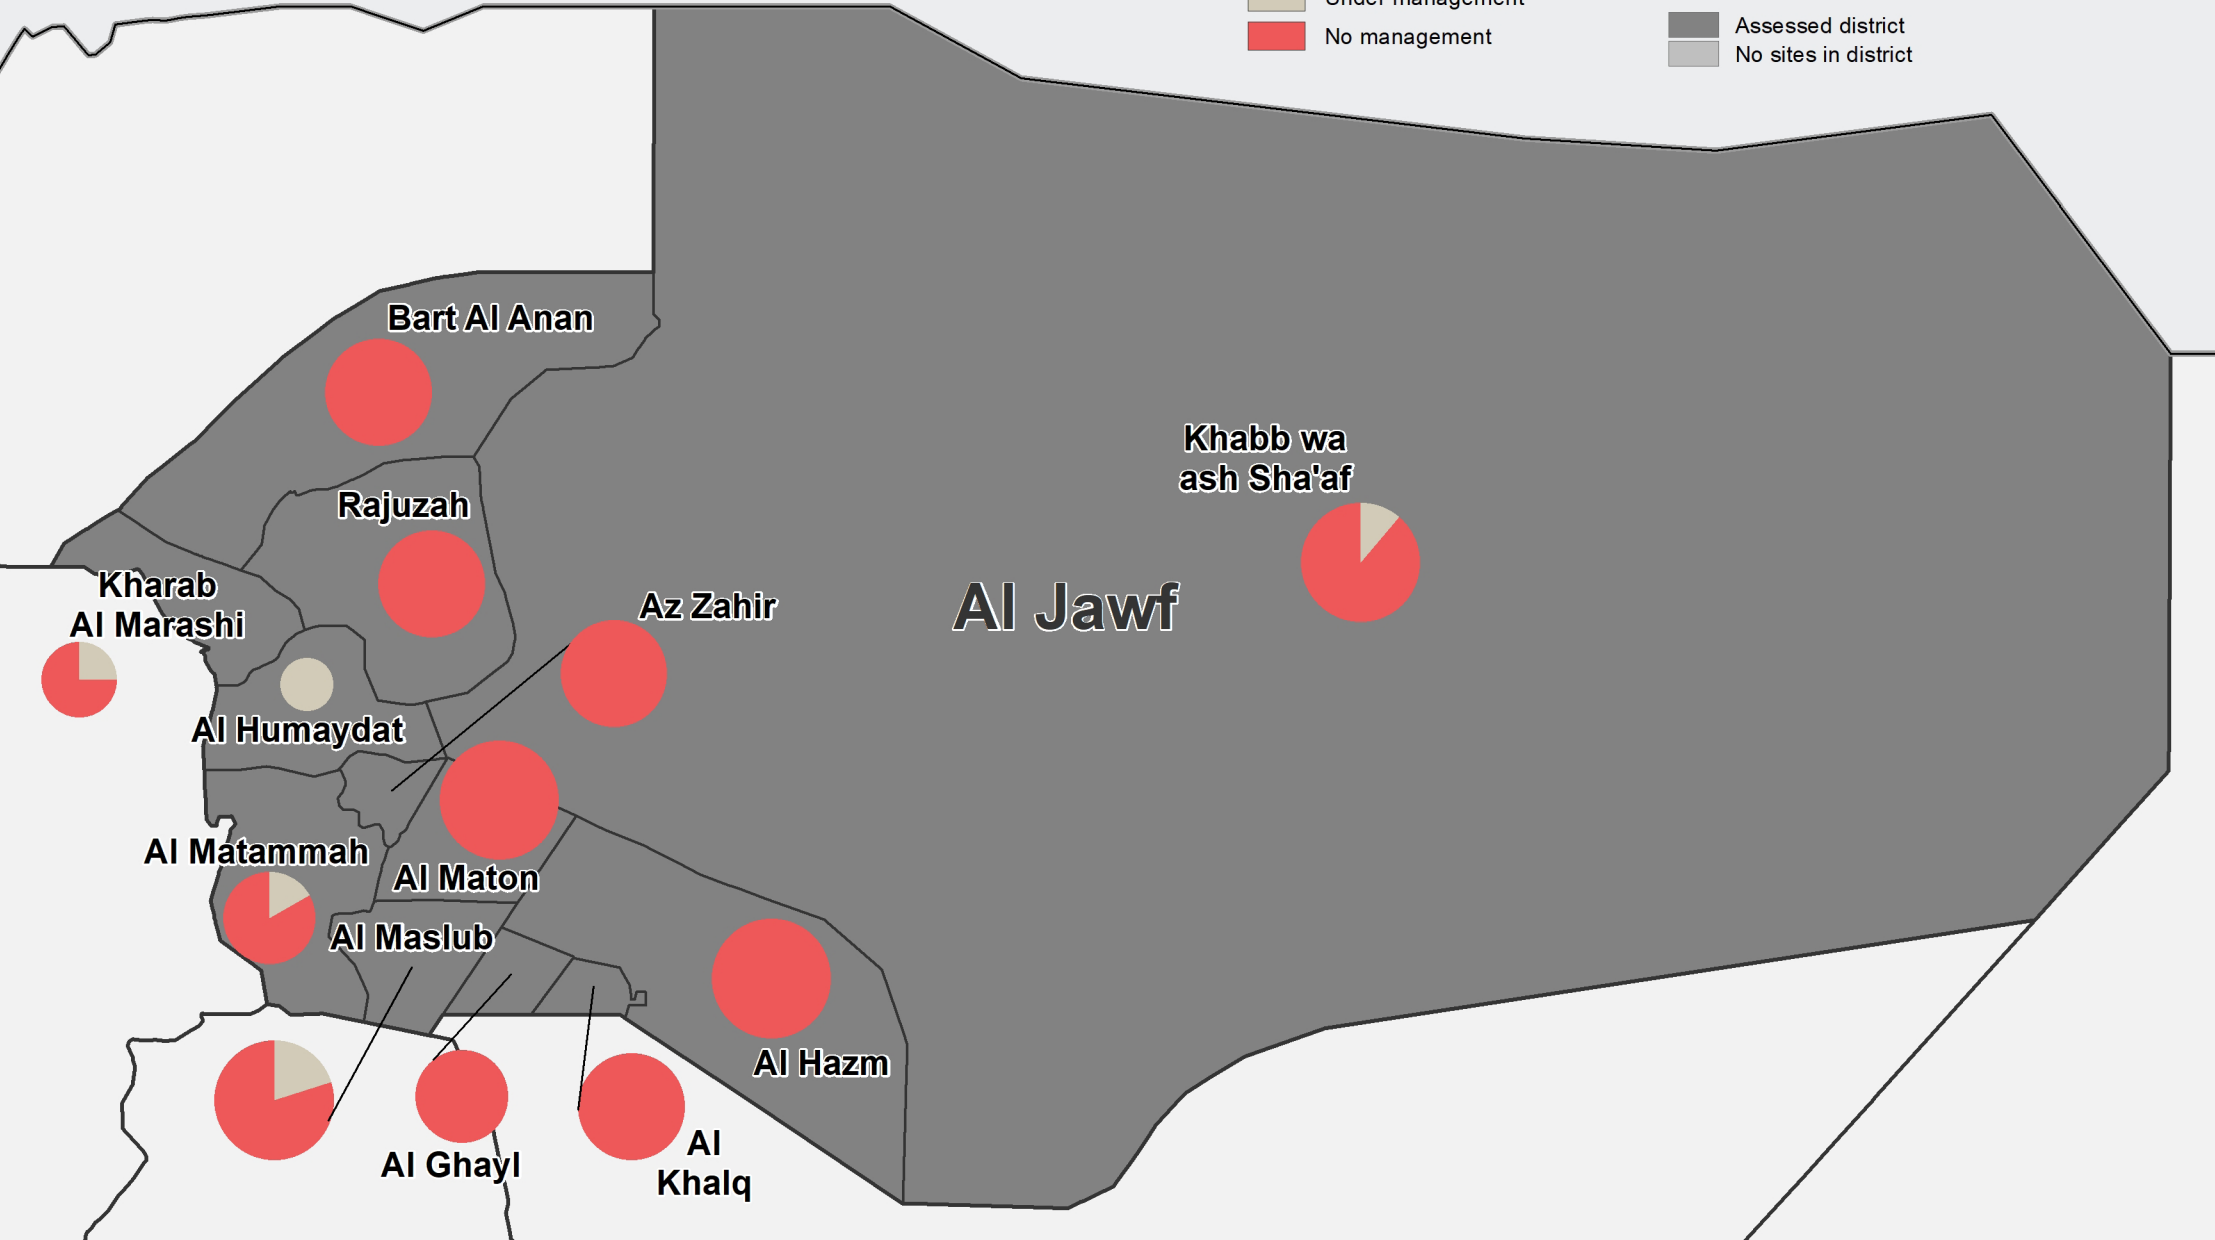 Under management
No management
Assessed district
No sites in district
Bart Al Anan
Khabb wa
ash Sha'af
Rajuzah
Kharab
Al Marashi
Az Zahir
Al Jawf
Al Humaydat
Al Matammah
Al Maton
Al Maslub
Al Hazm
Al Ghayl
Al
Khalq